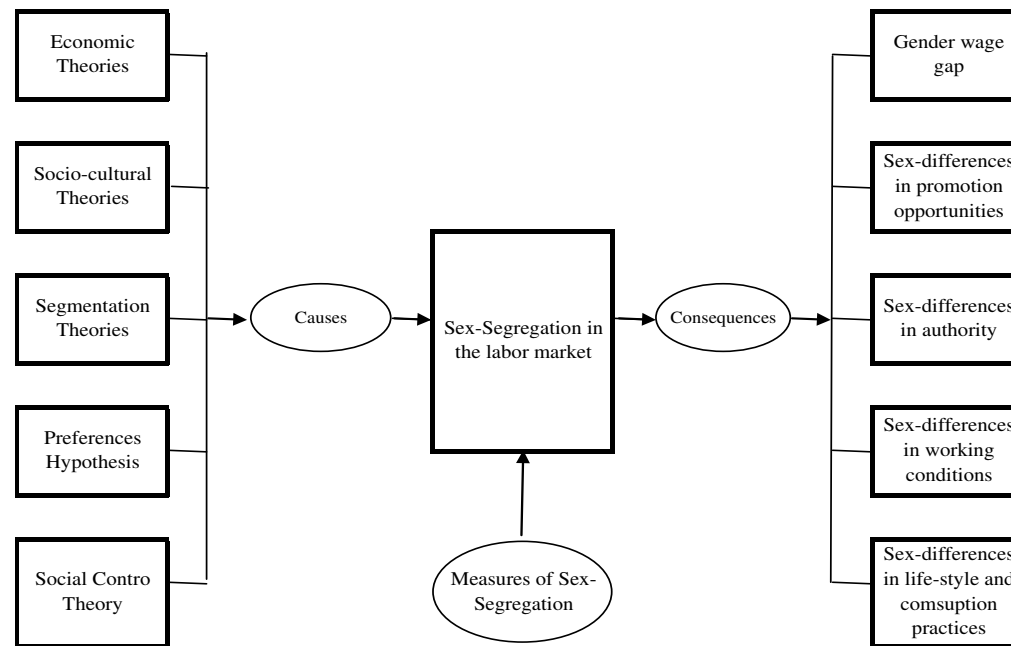 Economic
Theories
Socio-cultural
Theories
Segmentation
Theories
Preferences
Hypothesis
Social Contro
Theory
Causes
Sex-Segregation in
the labor market
Measures of Sex-
Segregation
Consequences
Gender wage
gap
Sex-differences
in promotion
opportunities
Sex-differences
in authority
Sex-differences
in working
conditions
Sex-differences
in life-style and
comsuption
practices